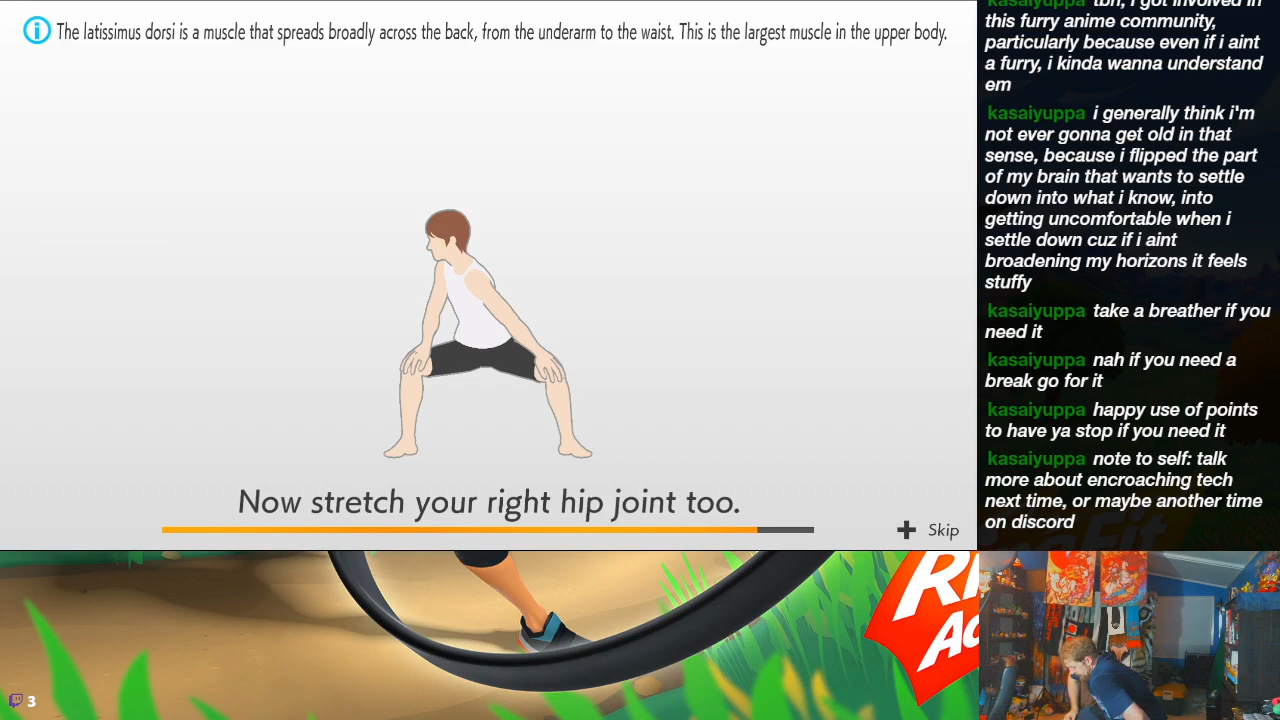 The latissimus dorsi is a muscle that spreads broadly across the back, from the underarm to the waist. This is the largest muscle in the upper body.
Now stretch your right hip joint too.
Skip
3
kasaiyuppa tbh, i got involved in
this furry anime community,
particularly because even if i aint
a furry, i kinda wanna understand
em
kasaiyuppa i generally think i'm
not ever gonna get old in that
sense, because i flipped the part
of my brain that wants to settle
down into what i know, into
getting uncomfortable when i
settle down cuz if i aint
broadening my horizons it feels
stuffy
kasaiyuppa take a breather if you
need it
kasaiyuppa nah if you need a
break go for it
kasaiyuppa happy use of points
to have ya stop if you need it
kasaiyuppa note to self: talk
more about encroaching tech
next time, or maybe another time
on discord